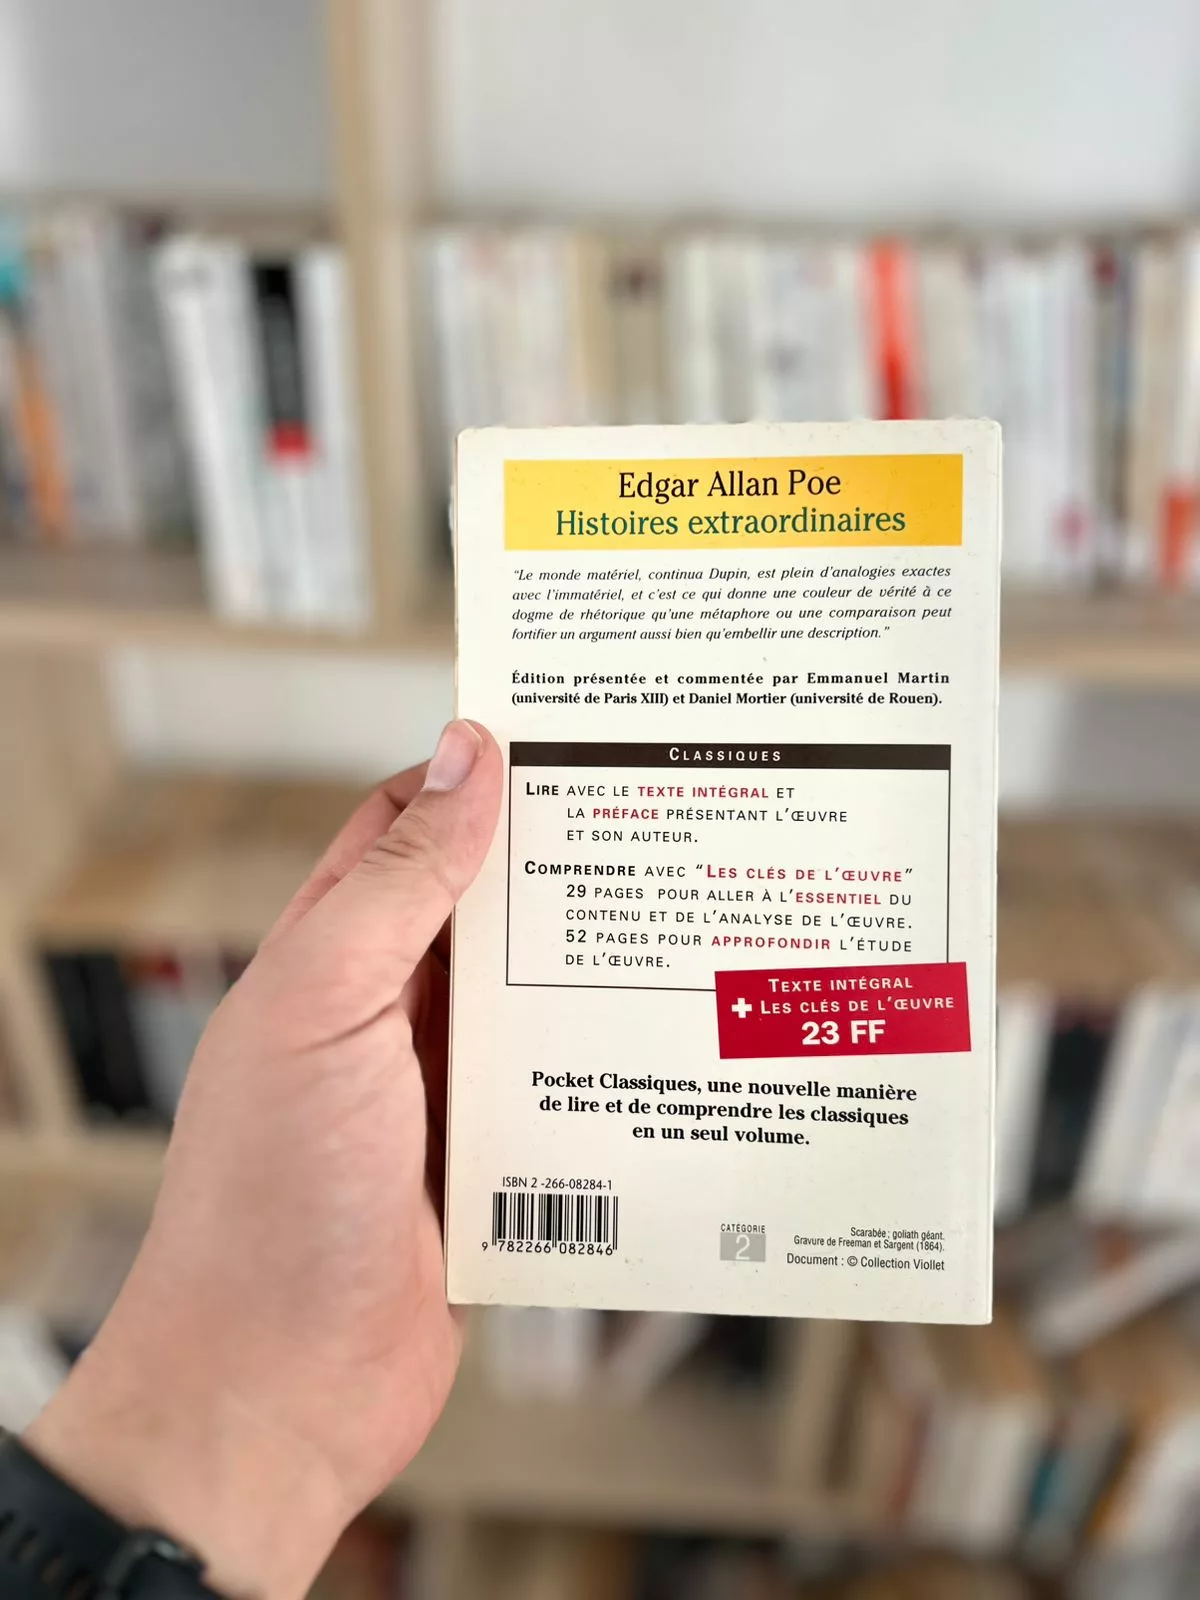 Edgar Allan Poe
Histoires extraordinaires
“Le monde matériel, continua Dupin, est plein d’analogies exactes
avec l’immatériel, et c’est ce qui donne une couleur de vérité à ce
dogme de rhétorique qu’une métaphore ou une comparaison peut
fortifier un argument aussi bien qu’embellir une description.”
Édition présentée et commentée par Emmanuel Martin
(université de Paris XIII) et Daniel Mortier (université de Rouen).
CLASSIQUES
LIRE AVEC LE TEXTE INTÉGRAL ET
LA PRÉFACE PRÉSENTANT L’ŒUVRE
ET SON AUTEUR.
COMPRENDRE AVEC “LES CLÉS DE L’ŒUVRE”
29 PAGES POUR ALLER À L’ESSENTIEL DU
CONTENU ET DE L’ANALYSE DE L’ŒUVRE.
52 PAGES POUR APPROFONDIR L’ÉTUDE
DE L’ŒUVRE.
TEXTE INTÉGRAL
+ LES CLÉS DE L’ŒUVRE
23 FF
Pocket Classiques, une nouvelle manière
de lire et de comprendre les classiques
en un seul volume.
ISBN 2 -266-08284-1
9 782266 082846
CATÉGORIE
2
Scarabée ; goliath géant.
Gravure de Freeman et Sargent (1864).
Document : © Collection Viollet